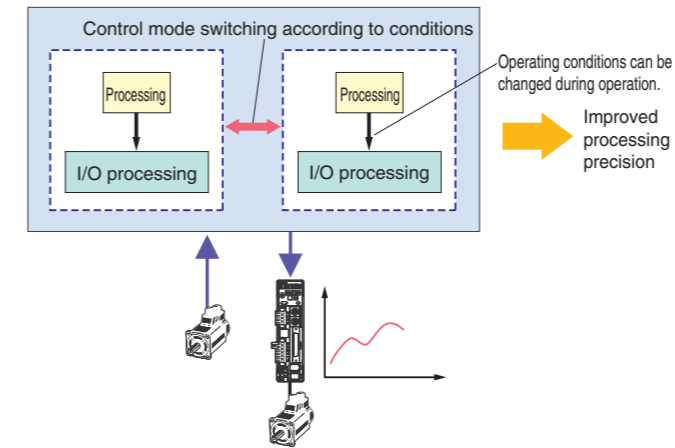 Control mode switching according to conditions
Operating conditions can be
changed during operation.
Processing
Processing
Improved
processing
precision
I/O processing
I/O processing